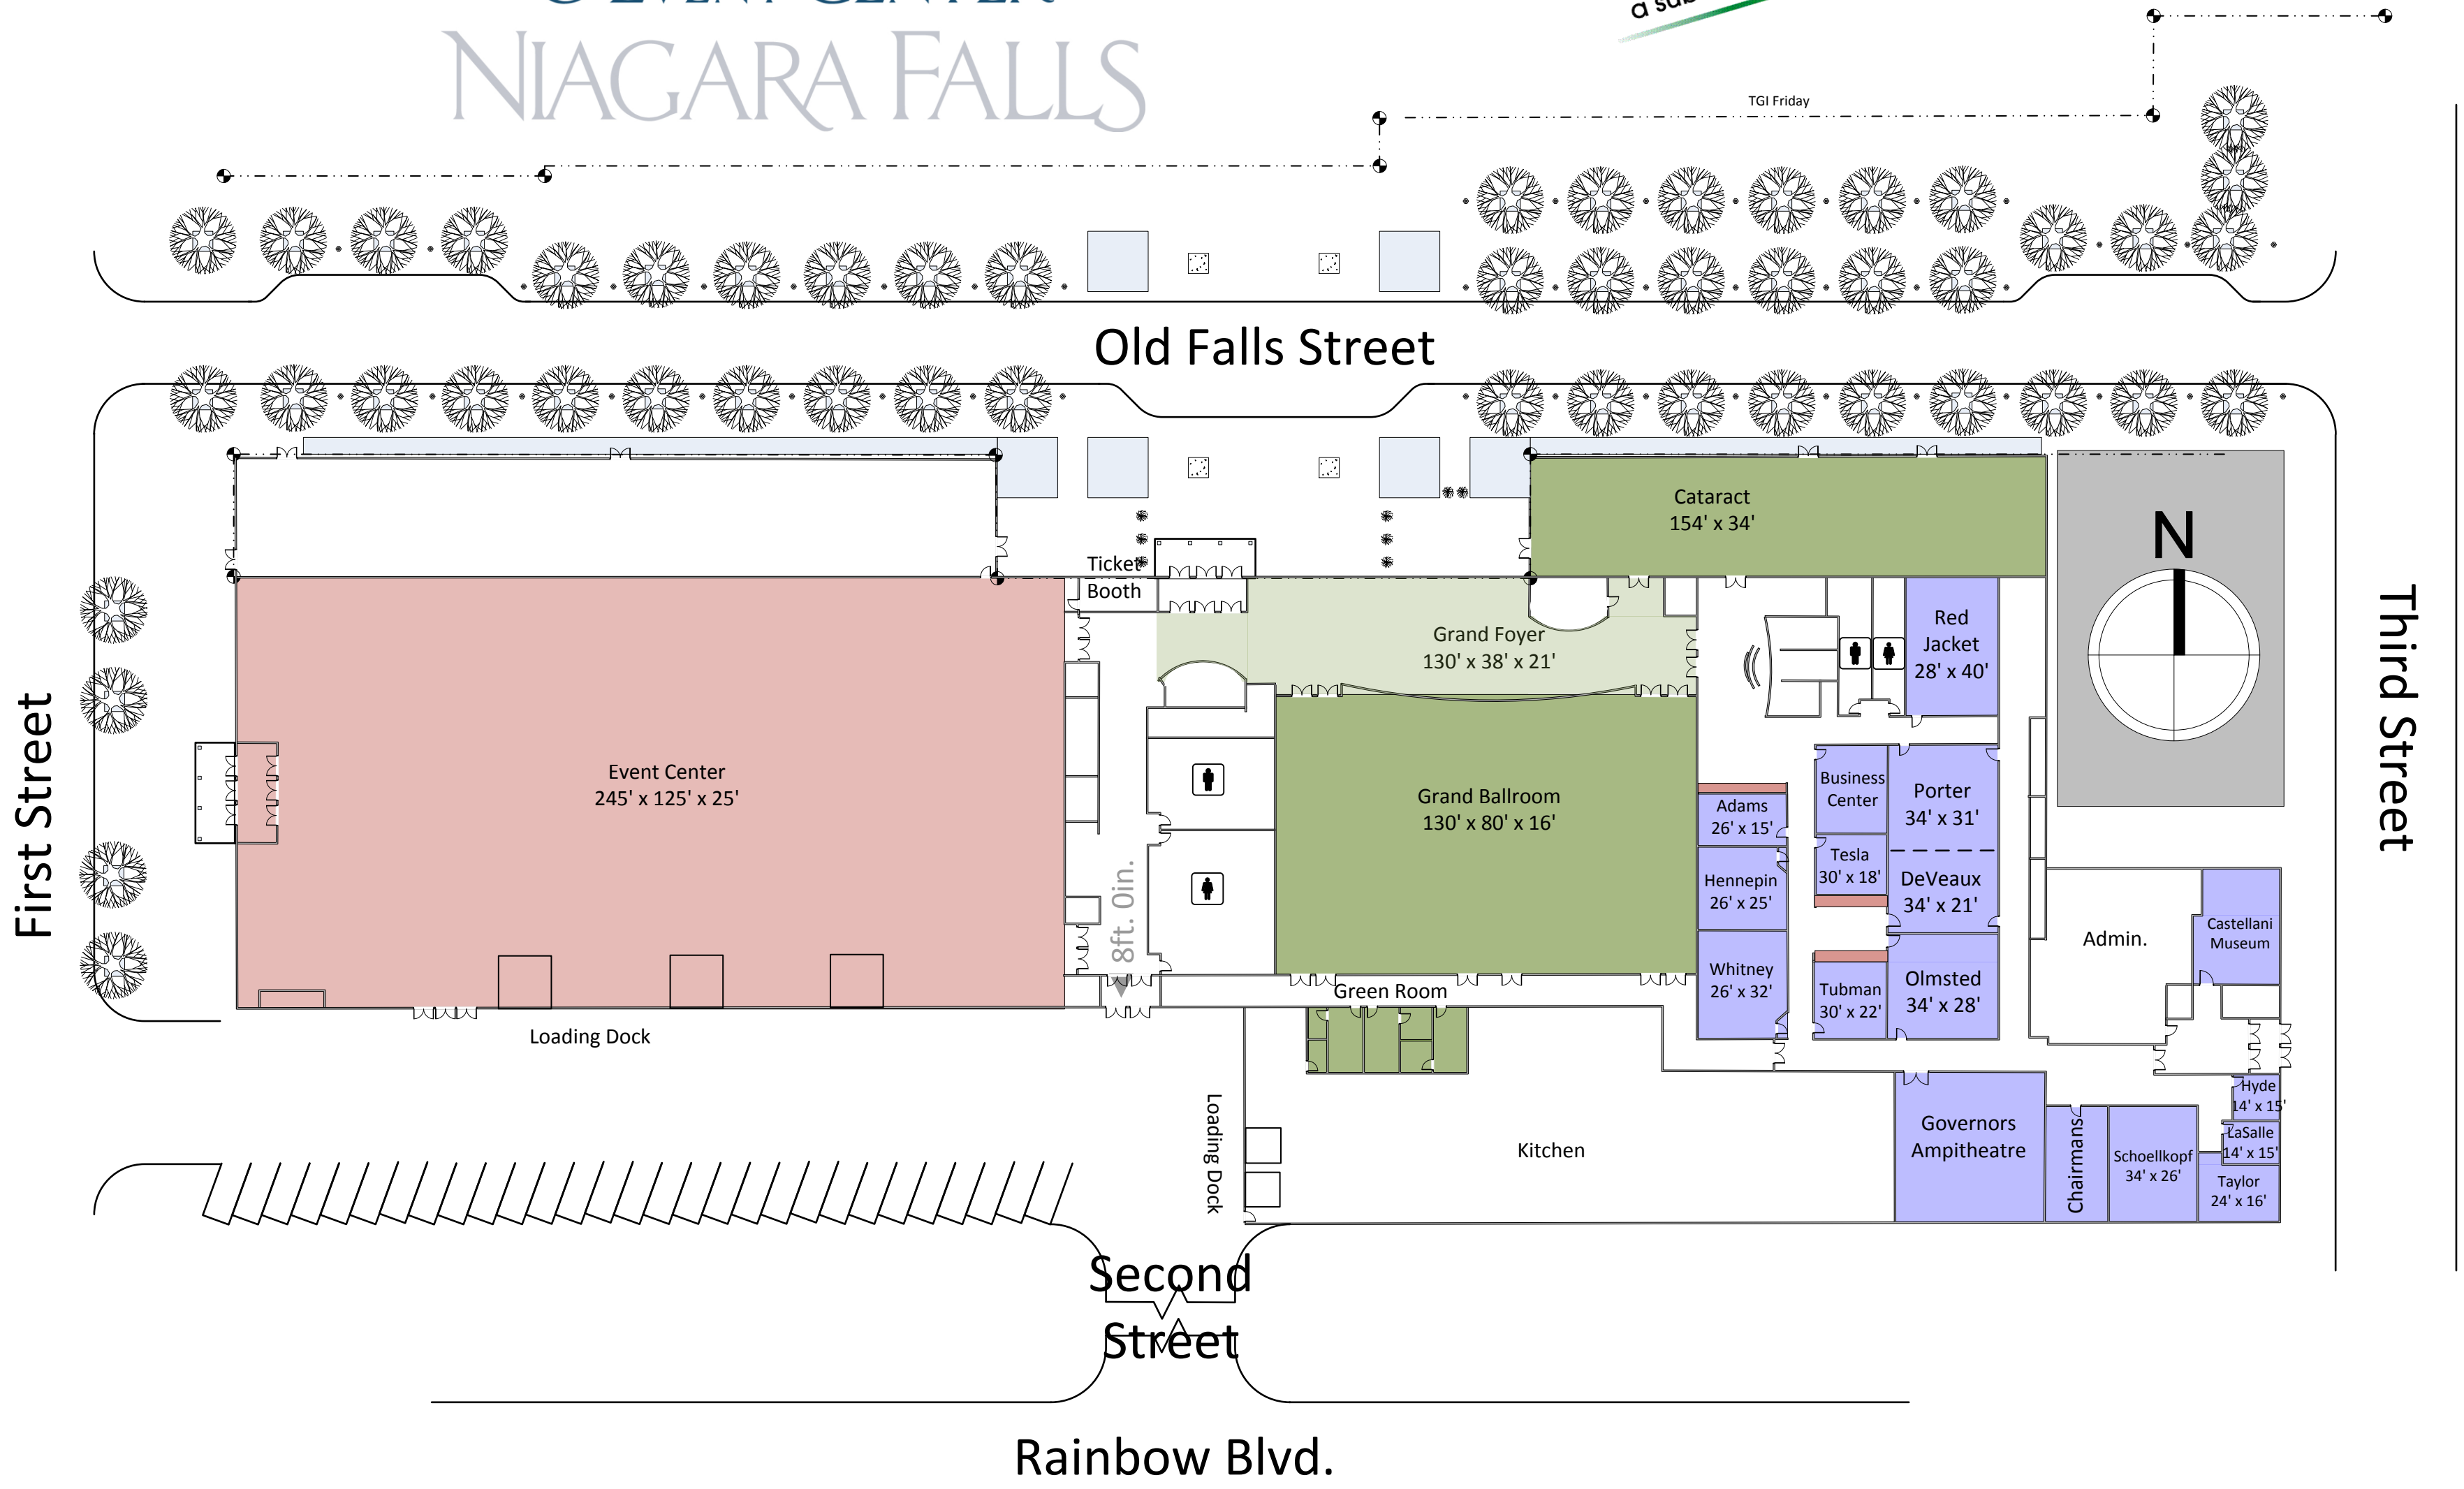 EVENT CENTER
NIAGARA FALLS
a sub
TGI Friday
Old Falls Street
Cataract
154' x 34'
N
Ticket
Booth
Grand Foyer
130' x 38' x 21'
Red
Jacket
28' x 40'
First Street
Third Street
Event Center
245' x 125' x 25'
Grand Ballroom
130' x 80' x 16'
Adams
26' x 15'
Business
Center
Porter
34' x 31'
Tesla
30' x 18'
Hennepin
26' x 25'
DeVeaux
34' x 21'
8ft. 0in.
Admin.
Castellani
Museum
Whitney
26' x 32'
Tubman
30' x 22'
Olmsted
34' x 28'
Green Room
Loading Dock
Loading Dock
Kitchen
Governors
Ampitheatre
Chairmans
Schoellkopf
34' x 26'
Hyde
14' x 15'
LaSalle
14' x 15'
Taylor
24' x 16'
Second
Street
Rainbow Blvd.